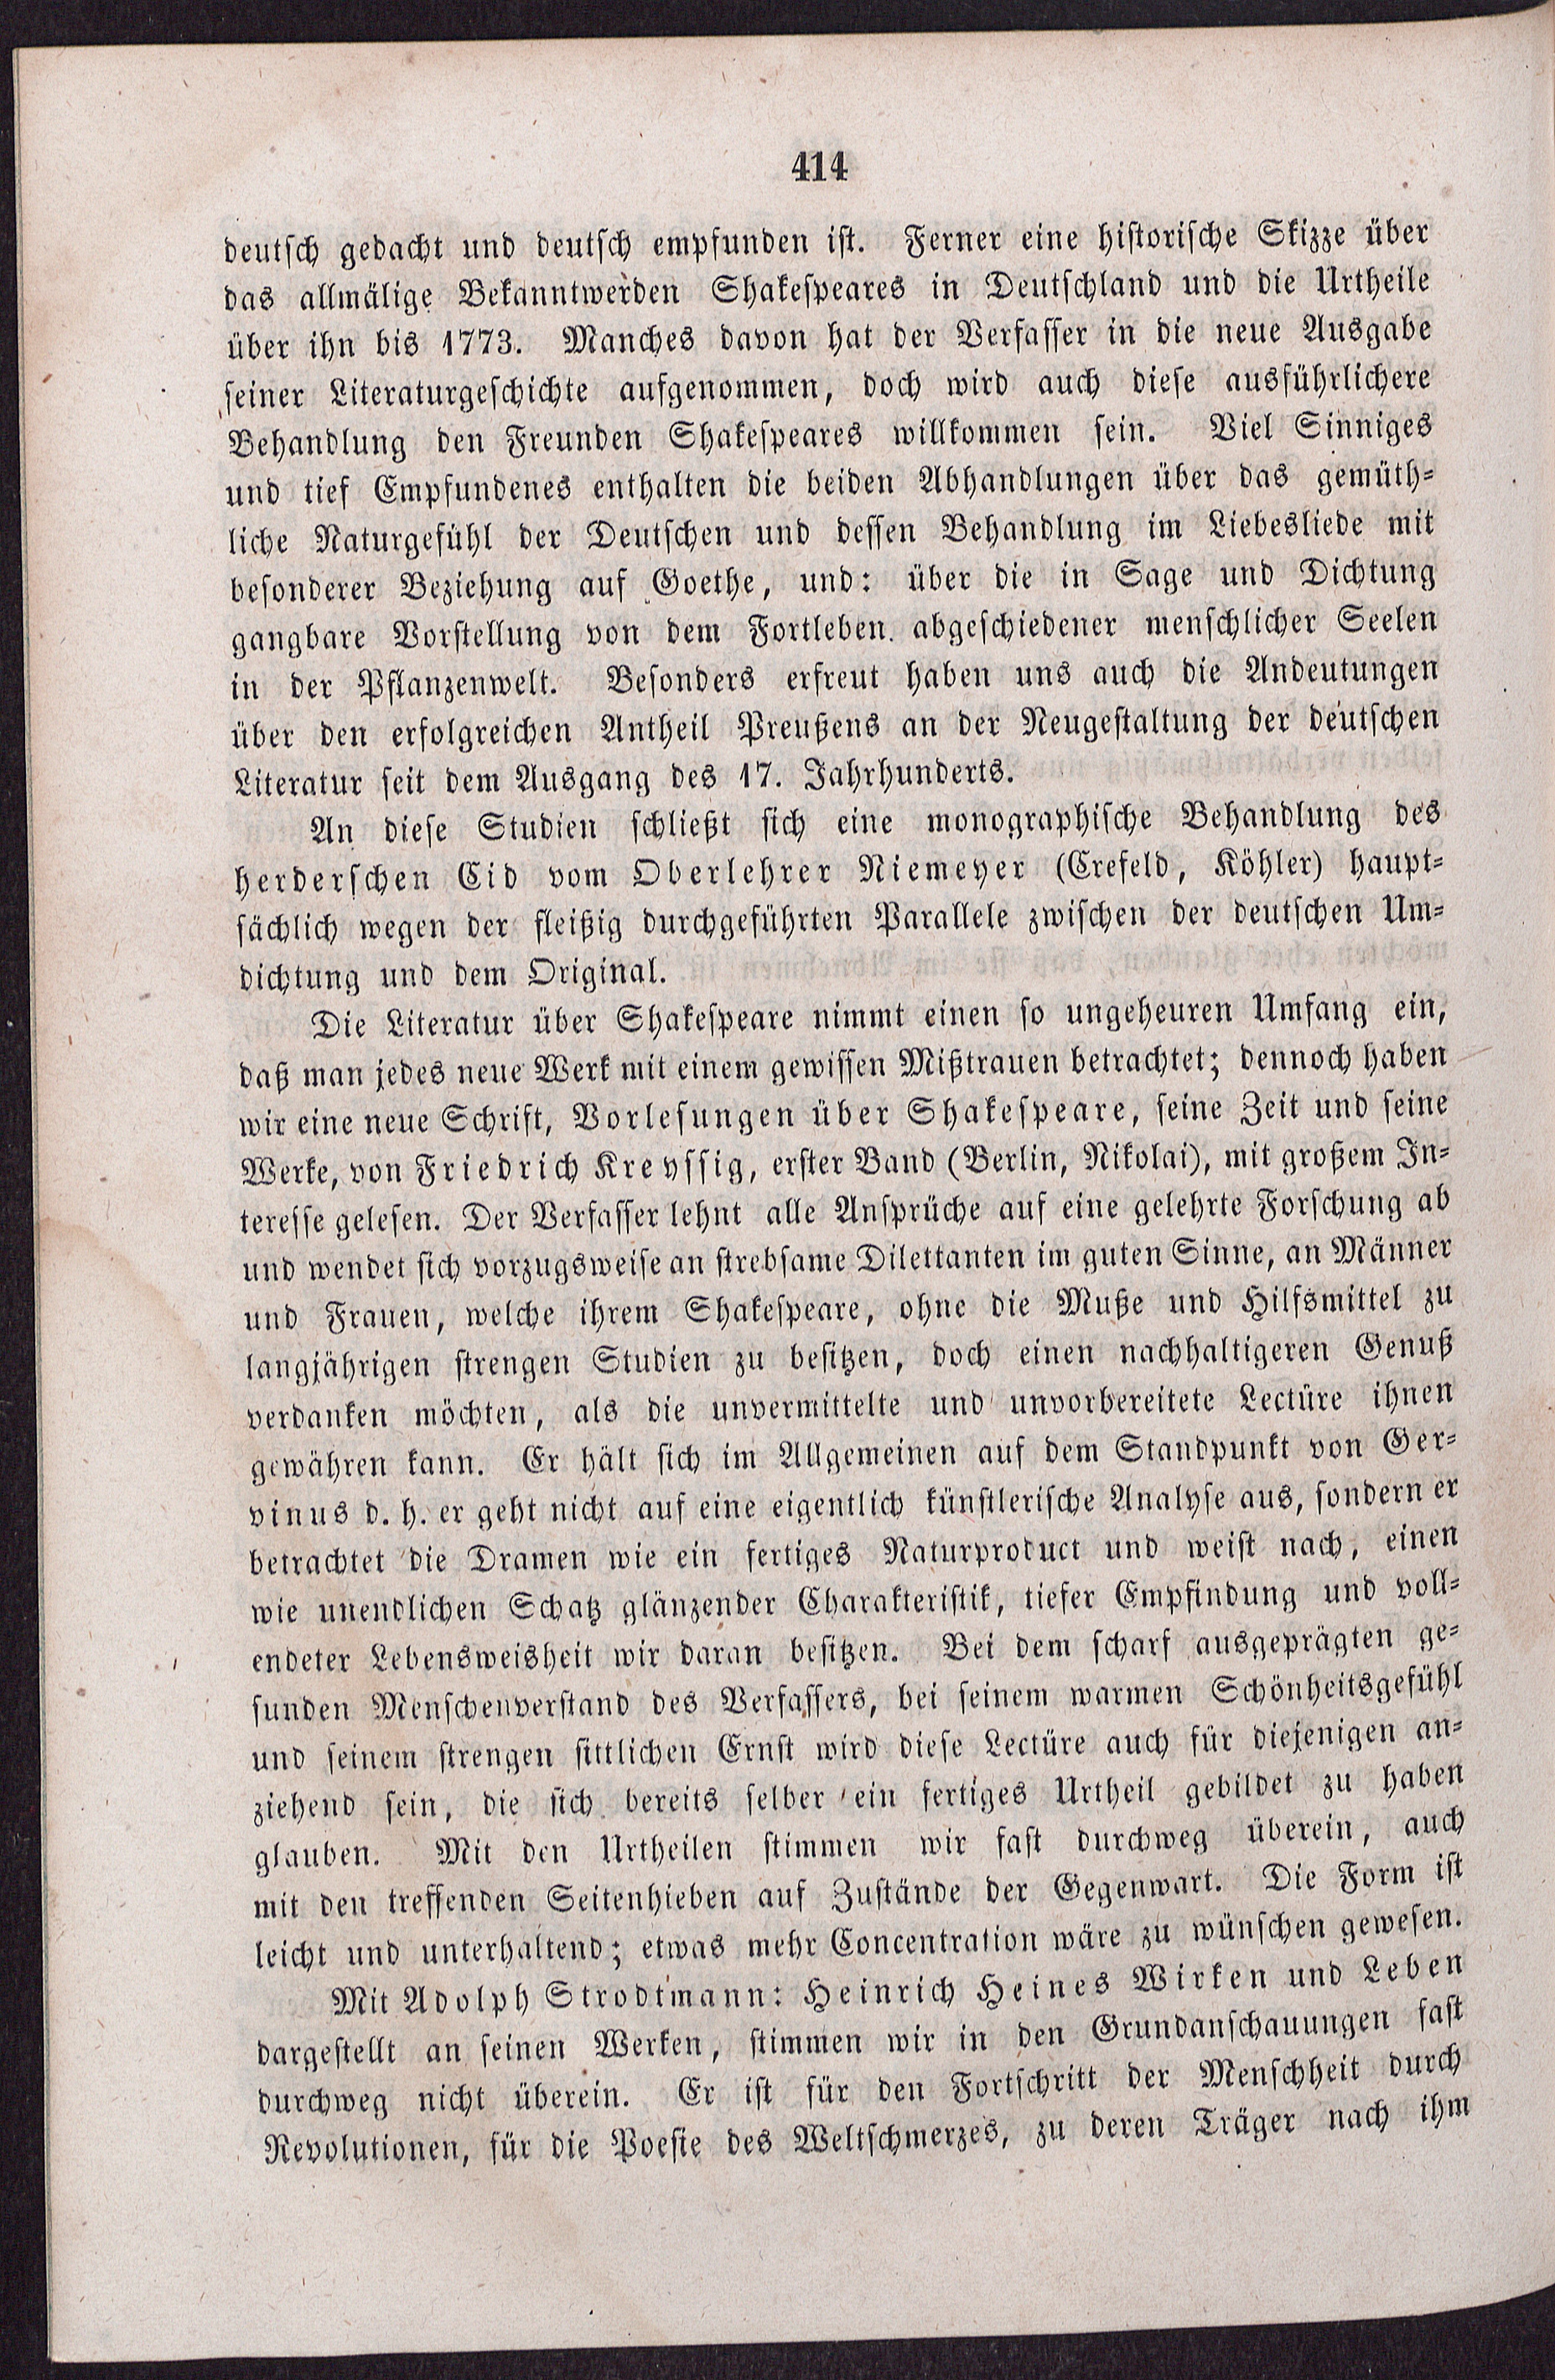 414
deutsch gedacht und deutsch empfunden ist. Ferner eine historische Skizze über
das allmälige Bekanntwerden Shakespeares in Deutschland und die Urtheile
über ihn bis 1773. Manches davon hat der Verfasser in die neue Ausgabe
seiner Literaturgeschichte aufgenommen, doch wird auch diese ausführlichere
Behandlung den Freunden Shakespeares willkommen sein. Viel Sinniges
und tief Empfundenes enthalten die beiden Abhandlungen über das gemüth-
liche Naturgefühl der Deutschen und dessen Behandlung im Liebesliede mit
besonderer Beziehung auf Goethe, und: über die in Sage und Dichtung
gangbare Vorstellung von dem Fortleben abgeschiedener menschlicher Seelen
in der Pflanzenwelt. Besonders erfreut haben uns auch die Andeutungen
über den erfolgreichen Antheil Preußens an der Neugestaltung der deutschen
Literatur seit dem Ausgang des 17. Jahrhunderts.
An diese Studien schließt sich eine monographische Behandlung des
herderschen Cid vom Oberlehrer Niemeyer (Crefeld, Köhler) haupt-
sächlich wegen der fleißig durchgeführten Parallele zwischen der deutschen Um-
dichtung und dem Original.
Die Literatur über Shakespeare nimmt einen so ungeheuren Umfang ein,
daß man jedes neue Werk mit einem gewissen Mißtrauen betrachtet; dennoch haben
wir eine neue Schrift, Vorlesungen über Shakespeare, seine Zeit und seine
Werke, von Friedrich Kreyssig, erster Band (Berlin, Nikolai), mit großem In-
teresse gelesen. Der Verfasser lehnt alle Ansprüche auf eine gelehrte Forschung ab
und wendet sich vorzugsweise an strebsame Dilettanten im guten Sinne, an Männer
und Frauen, welche ihrem Shakespeare, ohne die Muße und Hilfsmittel zu
langjährigen strengen Studien zu besitzen, doch einen nachhaltigeren Genuß
verdanken möchten, als die unvermittelte und unvorbereitete Lectüre ihnen
gewähren kann. Er hält sich im Allgemeinen auf dem Standpunkt von Ger-
vinus d. h. er geht nicht auf eine eigentlich künstlerische Analyse aus, sondern er
betrachtet die Dramen wie ein fertiges Naturproduct und weist nach, einen
wie unendlichen Schatz glänzender Charakteristik, tiefer Empfindung und voll-
endeter Lebensweisheit wir daran besitzen. Bei dem scharf ausgeprägten ge-
sunden Menschenverstand des Verfassers, bei seinem warmen Schönheitsgefühl
und seinem strengen sittlichen Ernst wird diese Lectüre auch für diejenigen an-
ziehend sein, die sich bereits selber ein fertiges Urtheil gebildet zu haben
glauben. Mit den Urtheilen stimmen wir fast durchweg überein, auch
mit den treffenden Seitenhieben auf Zustände der Gegenwart. Die Form ist
leicht und unterhaltend; etwas mehr Concentration wäre zu wünschen gewesen.
Mit Adolph Strodtmann: Heinrich Heines Wirken und Leben
dargestellt an seinen Werken, stimmen wir in den Grundanschauungen fast
durchweg nicht überein. Er ist für den Fortschritt der Menschheit durch
Revolutionen, für die Poesie des Weltschmerzes, zu deren Träger nach ihm